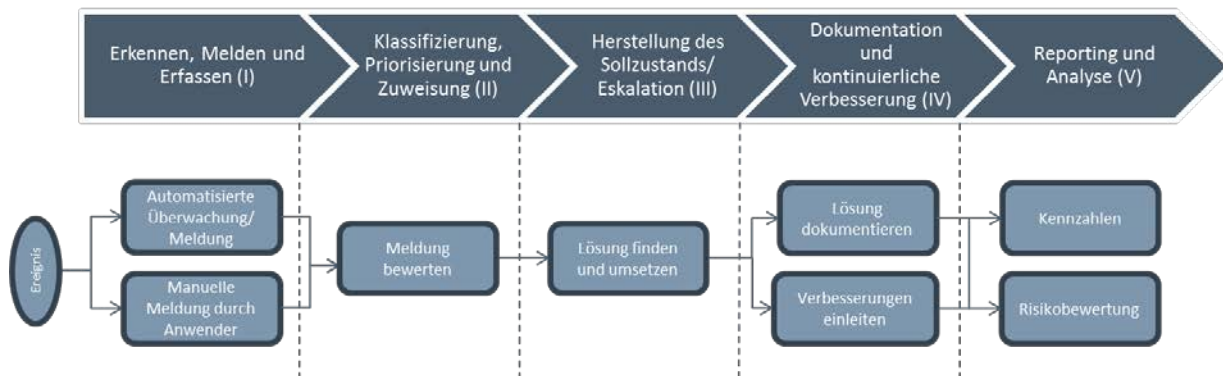 Erkennen, Melden und
Erfassen (I)
Klassifizierung,
Priorisierung und
Zuweisung (II)
Herstellung des
Sollzustands/
Eskalation (III)
Dokumentation
und
kontinuierliche
Verbesserung (IV)
Reporting und
Analyse (V)
Ereignis
Automatisierte
Überwachung/
Meldung
Manuelle
Meldung durch
Anwender
Meldung
bewerten
Lösung finden
und umsetzen
Lösung
dokumentieren
Verbesserungen
einleiten
Kennzahlen
Risikobewertung